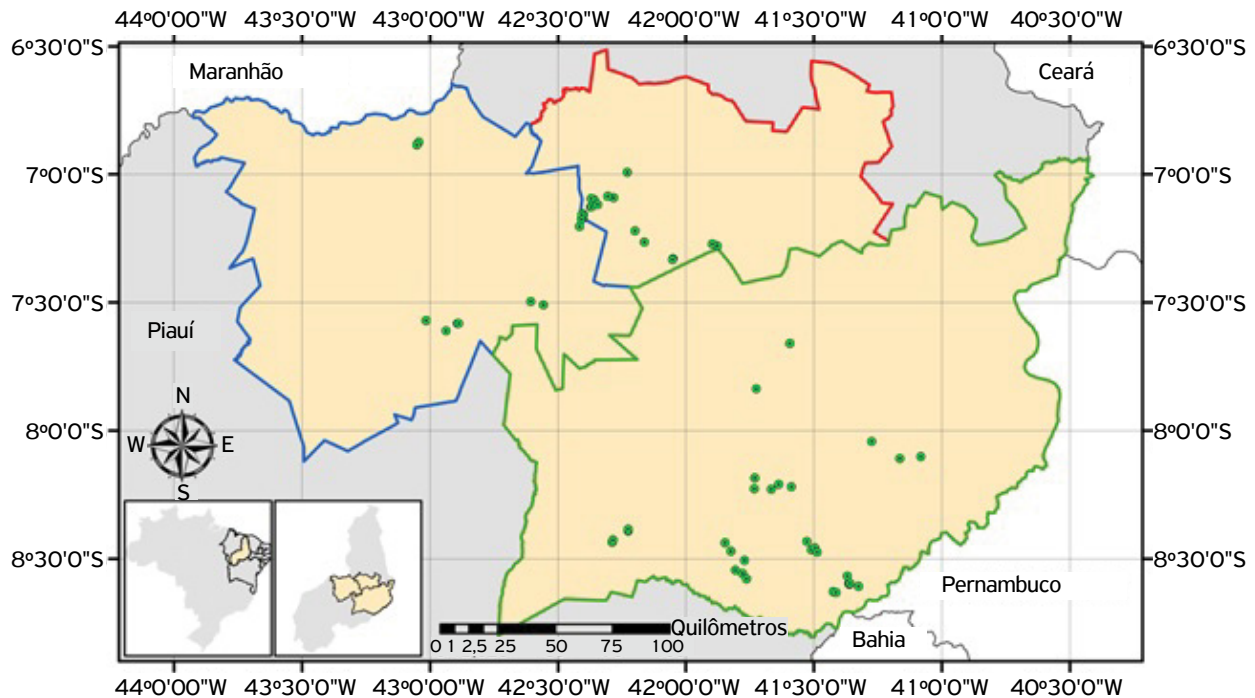 44º0'0"W 43º30'0"W 43º0'0"W 42º30'0"W 42º0'0"W 41º30'0"W 41º0'0"W 40º30'0"W
6º30'0"S 6º30'0"S
Maranhão Ceará
7º0'0"S 7º0'0"S
7º30'0"S 7º30'0"S
Piauí
N
8º0'0"S 8º0'0"S
W E
S
8º30'0"S 8º30'0"S
Pernambuco
Quilômetros
Bahia
0 1 2,5 25 50 75 100
44º0'0"W 43º30'0"W 43º0'0"W 42º30'0"W 42º0'0"W 41º30'0"W 41º0'0"W 40º30'0"W